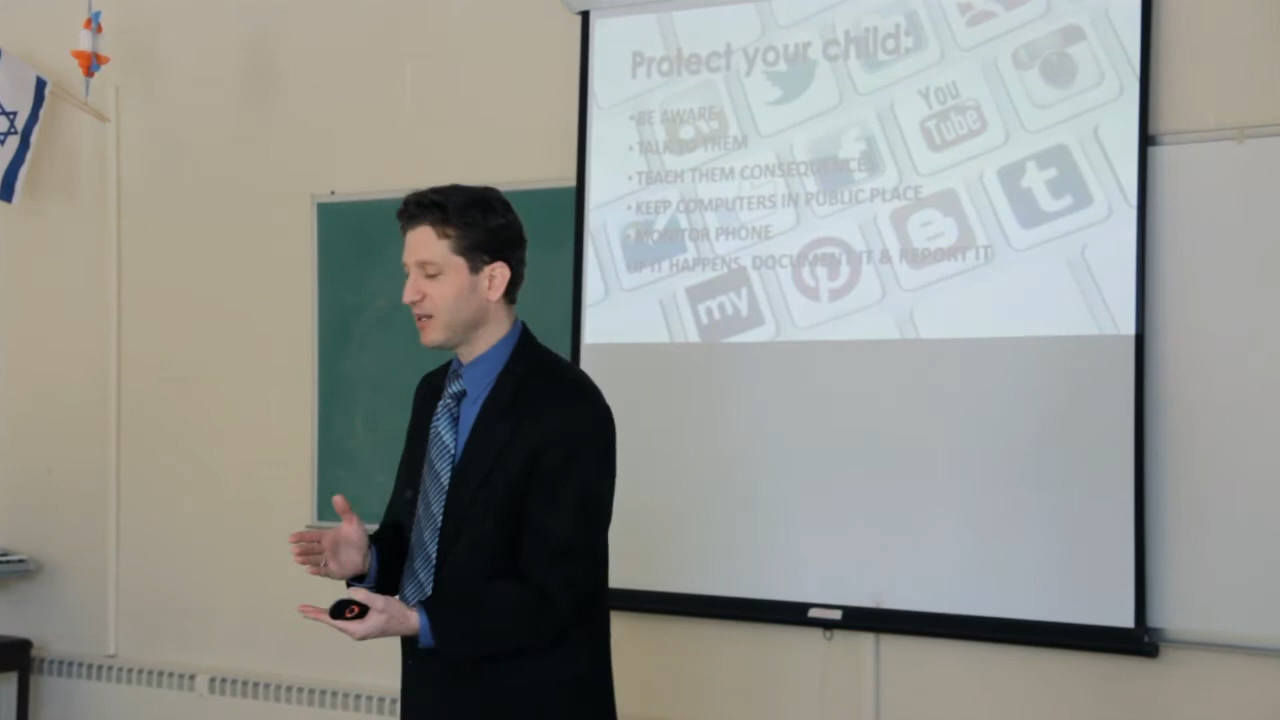 Protect your child:
•BE AWARE
•TALK TO THEM
•TEACH THEM CONSEQUENCES
•KEEP COMPUTERS IN PUBLIC PLACE
•MONITOR PHONE
•IF IT HAPPENS, DOCUMENT IT & REPORT IT
You
Tube
f
t
my